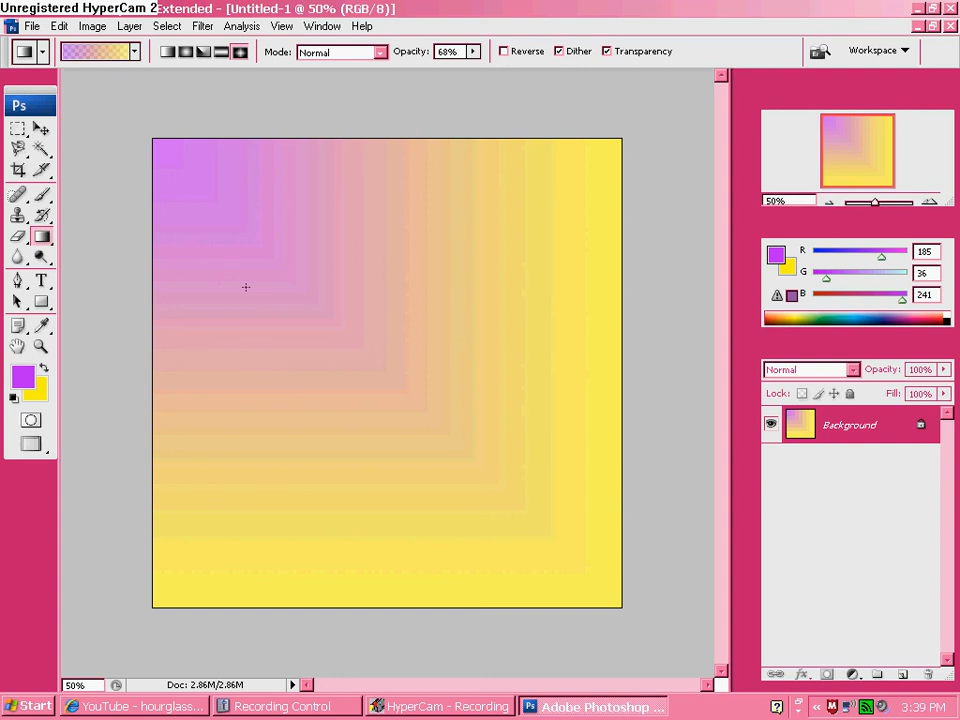 Unregistered HyperCam 2 Extended - [Untitled-1 @ 50% (RGB/8)]
File Edit Image Layer Select Filter Analysis View Window Help
Mode: Normal Opacity: 68% Reverse Dither Transparency Workspace
Ps
50%
R 185
G 36
B 241
Normal Opacity: 100%
Lock: Fill: 100%
Background
T
50% Doc: 2.86M/2.86M
Start YouTube - hourglass... Recording Control HyperCam - Recording Ps Adobe Photoshop ... ? « 3:39 PM